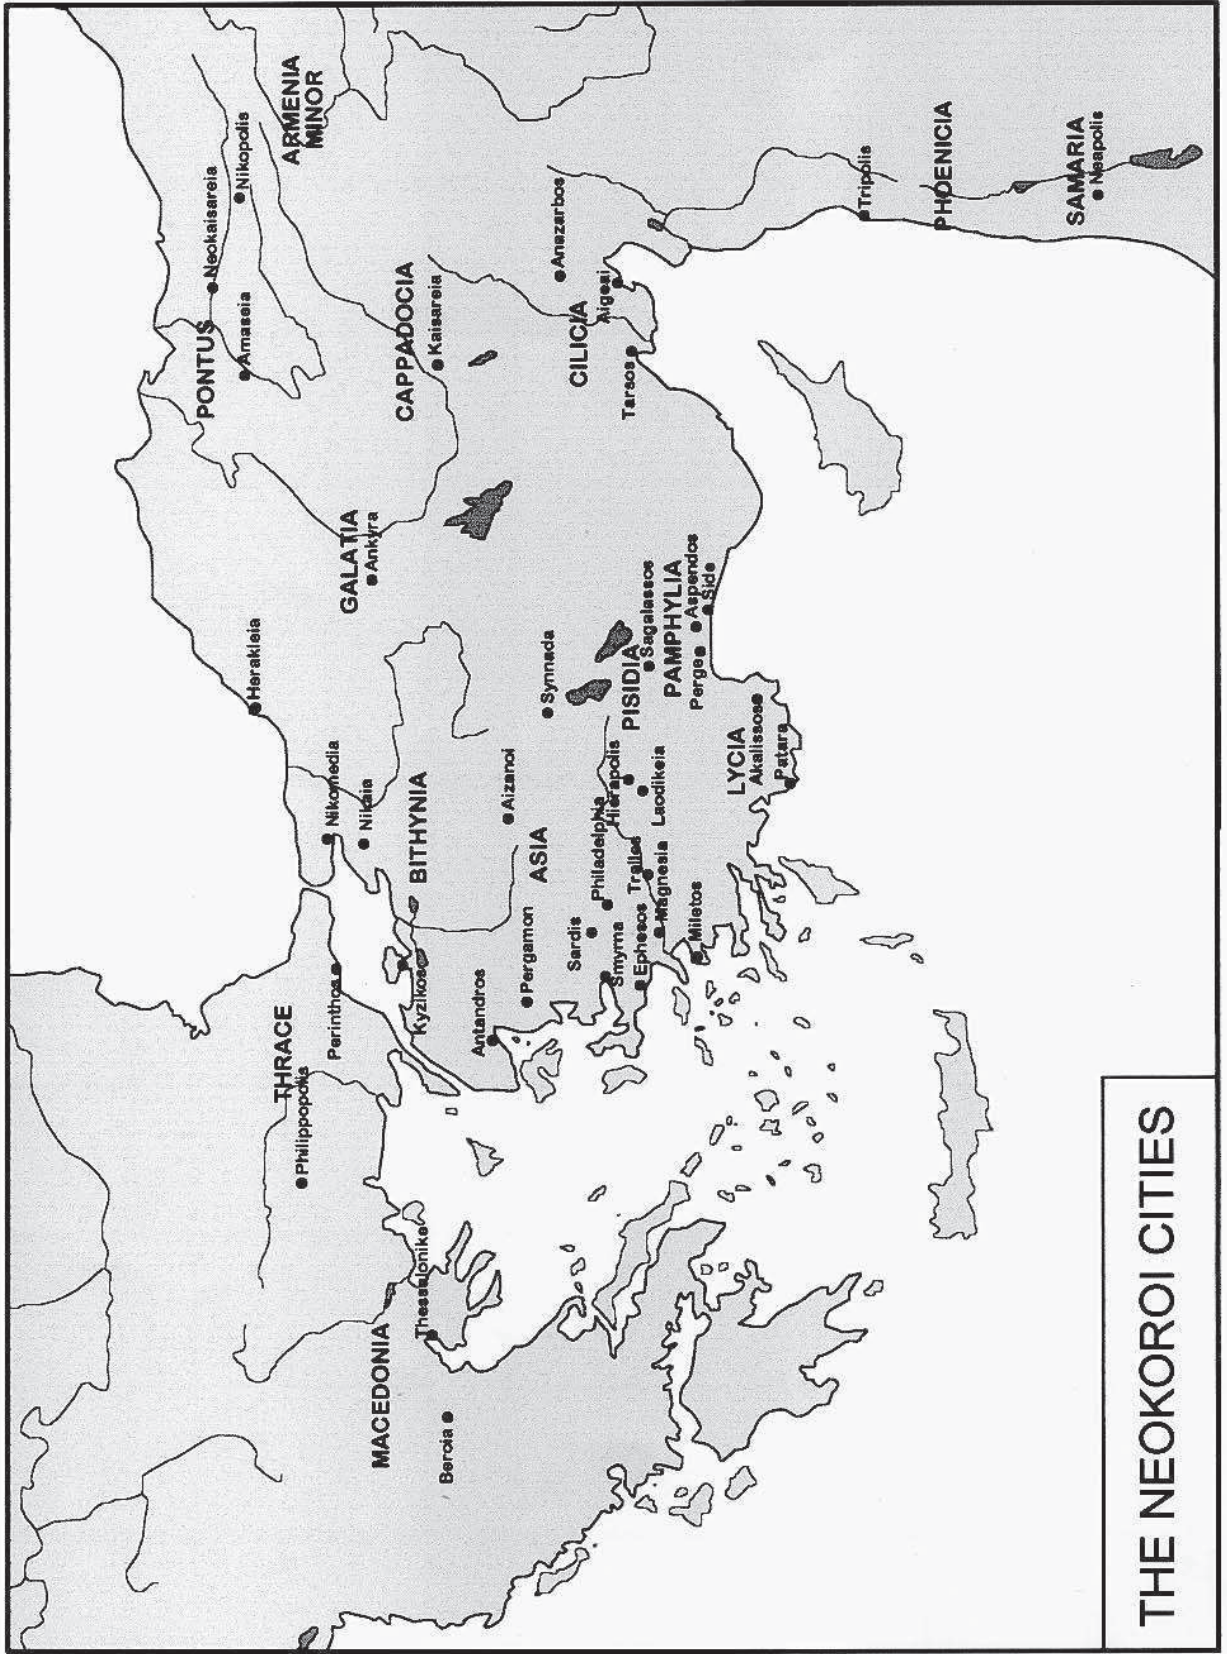 THRACE
Philippopolis
Perinthos
MACEDONIA
Thessalonike
Beroia
Herakleia
Nikomedia
Nikaia
BITHYNIA
Kyzikos
Antandros
Pergamon
ASIA
Aizanoi
Synnada
Sardis
Philadelphia
Smyrna
Ephesos
Tralles
Magnesia
Miletos
Hierapolis
Laodikeia
LYCIA
Akalissos
Patara
PISIDIA
Sagalassos
PAMPHYLIA
Perge
Aspendos
Side
GALATIA
Ankyra
PONTUS
Amaseia
Neokaisareia
Nikopolis
ARMENIA
MINOR
CAPPADOCIA
Kaisareia
CILICIA
Tarsos
Aigeai
Anazarbos
Tripolis
PHOENICIA
SAMARIA
Neapolis
THE NEOKOROI CITIES